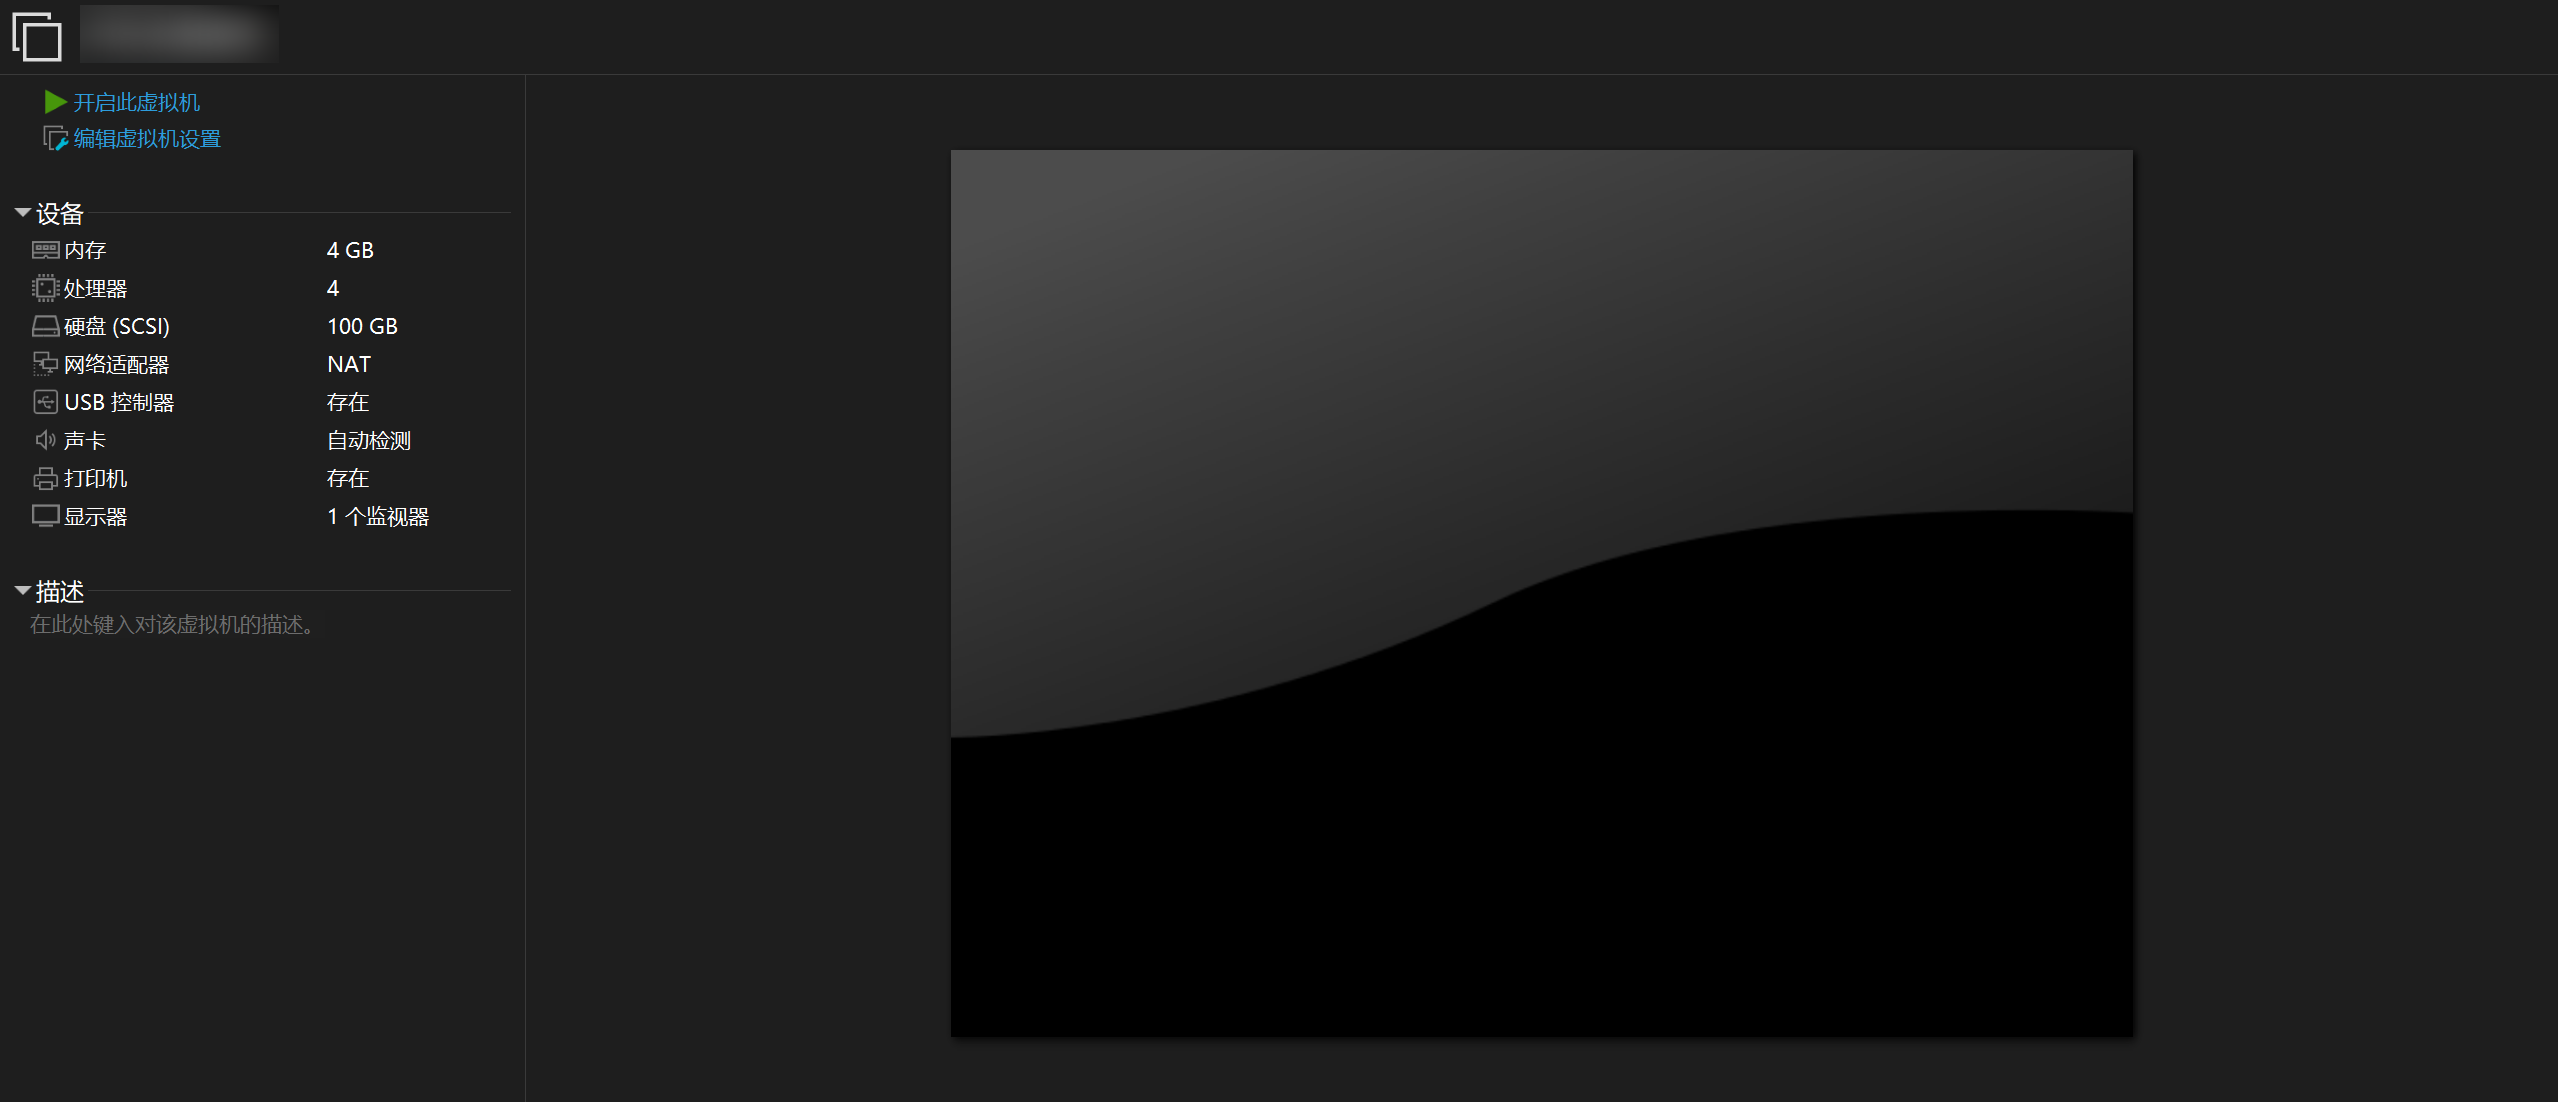 开启此虚拟机
编辑虚拟机设置
设备
内存 4 GB
处理器 4
硬盘 (SCSI) 100 GB
网络适配器 NAT
USB 控制器 存在
声卡 自动检测
打印机 存在
显示器 1 个监视器
描述
在此处键入对该虚拟机的描述。